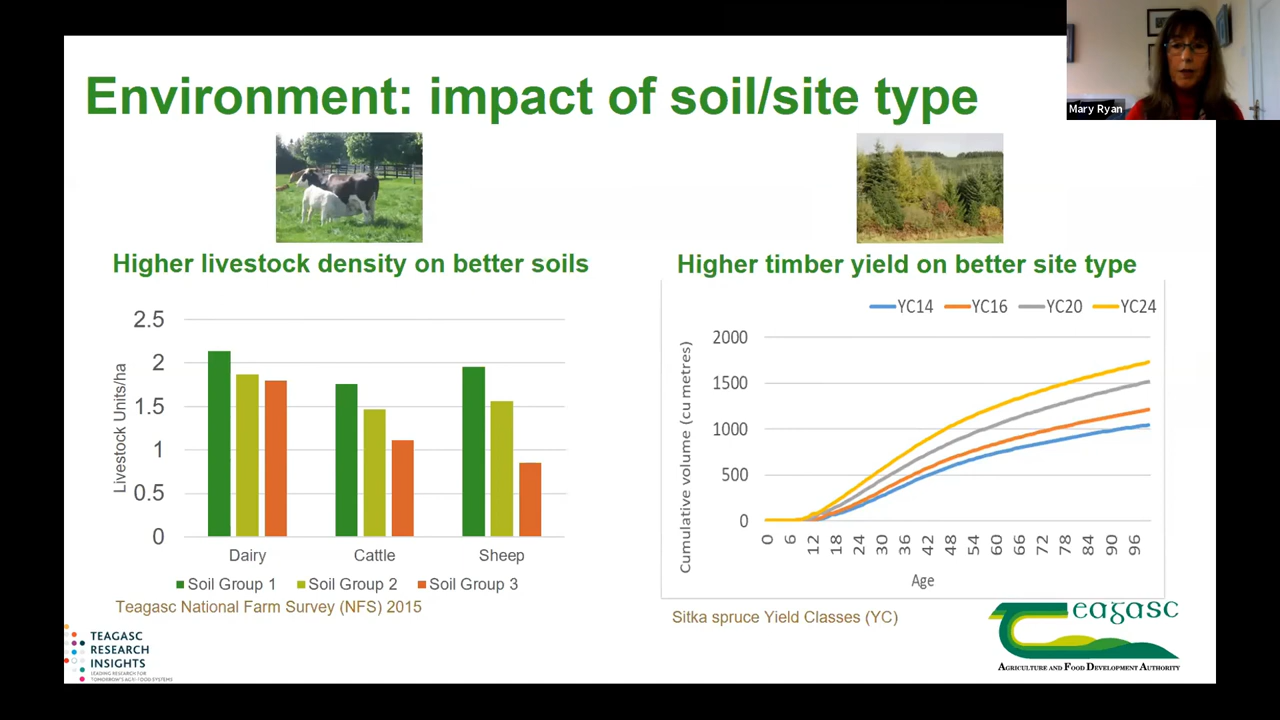 Environment: impact of soil/site type
Mary Ryan
Higher livestock density on better soils
2.5
2
1.5
1
0.5
0
Livestock Units/ha
Dairy
Cattle
Sheep
Soil Group 1
Soil Group 2
Soil Group 3
Teagasc National Farm Survey (NFS) 2015
Higher timber yield on better site type
YC14
YC16
YC20
YC24
2000
1500
1000
500
0
Cumulative volume (cu metres)
0
6
12
18
24
30
36
42
48
54
60
66
72
78
84
90
96
Age
Sitka spruce Yield Classes (YC)
TEAGASC
RESEARCH
INSIGHTS
LEADING RESEARCH FOR
TOMORROW'S AGRI-FOOD SYSTEMS
Teagasc
AGRICULTURE AND FOOD DEVELOPMENT AUTHORITY